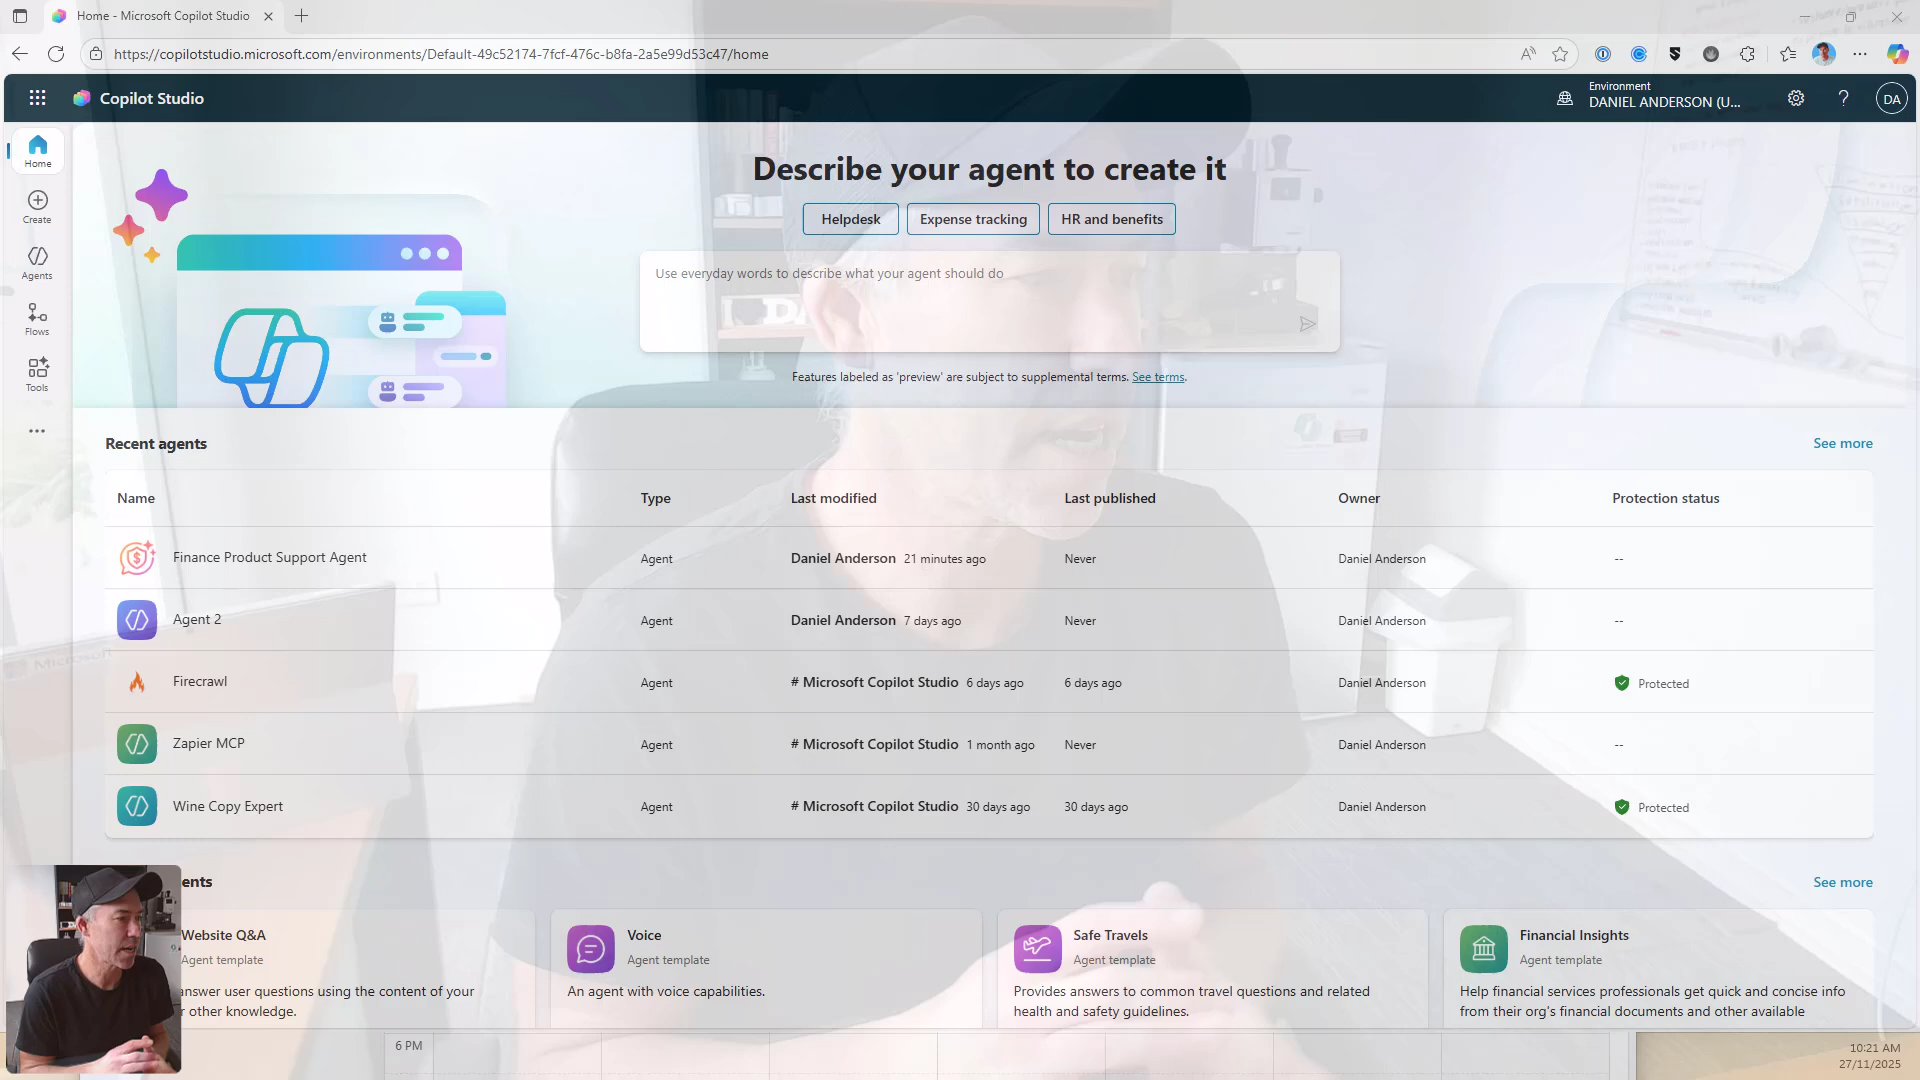 Home - Microsoft Copilot Studio
https://copilotstudio.microsoft.com/environments/Default-49c52174-7fcf-476c-b8fa-2a5e99d53c47/home
Copilot Studio
Environment
DANIEL ANDERSON (U...
DA
Home
Create
Agents
Flows
Tools
Describe your agent to create it
Helpdesk
Expense tracking
HR and benefits
Use everyday words to describe what your agent should do
Features labeled as 'preview' are subject to supplemental terms. See terms.
Recent agents
See more
Name Type Last modified Last published Owner Protection status
Finance Product Support Agent Agent Daniel Anderson 21 minutes ago Never Daniel Anderson --
Agent 2 Agent Daniel Anderson 7 days ago Never Daniel Anderson --
Firecrawl Agent # Microsoft Copilot Studio 6 days ago 6 days ago Daniel Anderson Protected
Zapier MCP Agent # Microsoft Copilot Studio 1 month ago Never Daniel Anderson --
Wine Copy Expert Agent # Microsoft Copilot Studio 30 days ago 30 days ago Daniel Anderson Protected
ents
See more
Website Q&A
Agent template
answer user questions using the content of your
r other knowledge.
Voice
Agent template
An agent with voice capabilities.
Safe Travels
Agent template
Provides answers to common travel questions and related
health and safety guidelines.
Financial Insights
Agent template
Help financial services professionals get quick and concise info
from their org's financial documents and other available
6 PM
10:21 AM
27/11/2025
Microsoft